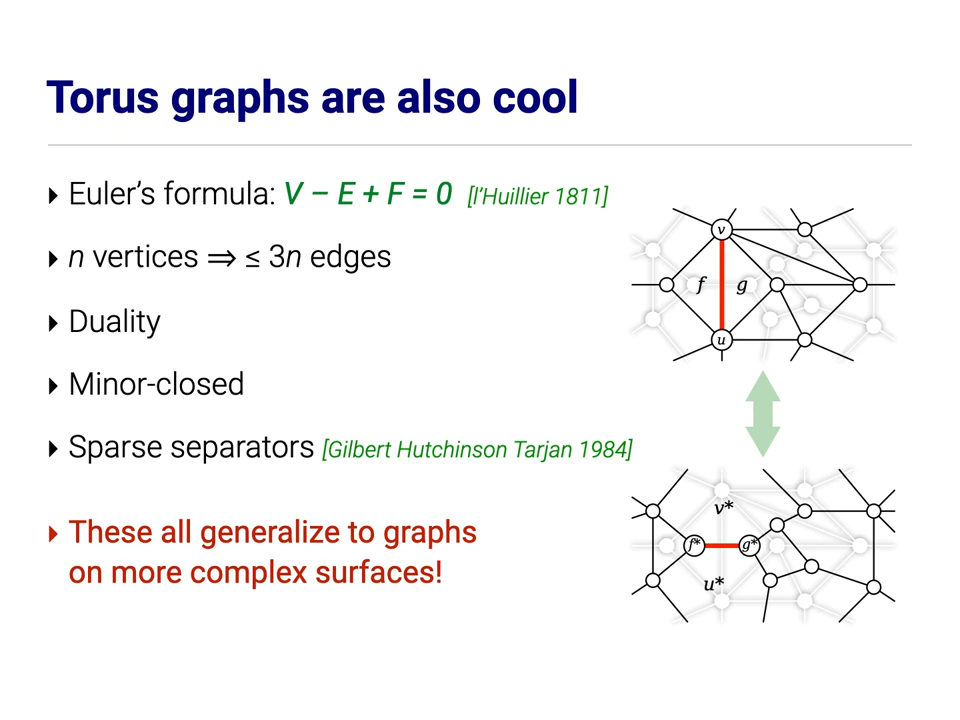 Torus graphs are also cool
▸ Euler’s formula: V – E + F = 0 [l’Huillier 1811]
▸ n vertices ⇒ ≤ 3n edges
▸ Duality
▸ Minor-closed
▸ Sparse separators [Gilbert Hutchinson Tarjan 1984]
▸ These all generalize to graphs
on more complex surfaces!
v
f g
u
v*
f* g*
u*